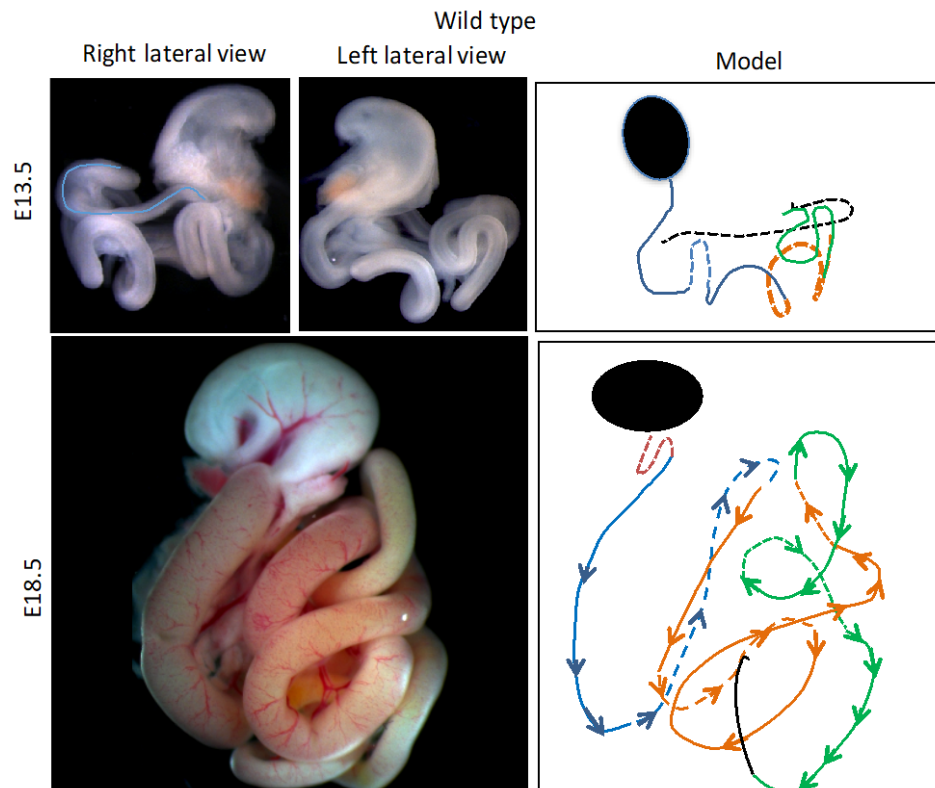 Wild type
Right lateral view
Left lateral view
Model
E13.5
E18.5